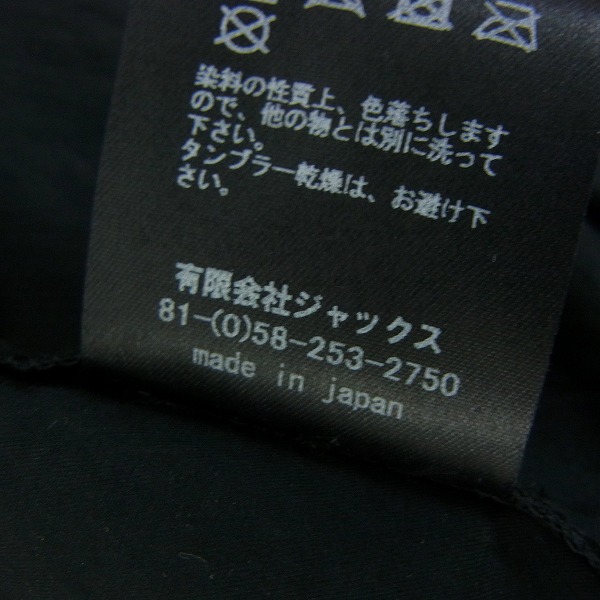 染料の性質上、色落ちします
ので、他の物とは別に洗って
下さい。
タンブラー乾燥は、お避け下
さい。
有限会社ジャックス
81-(0)58-253-2750
made in japan